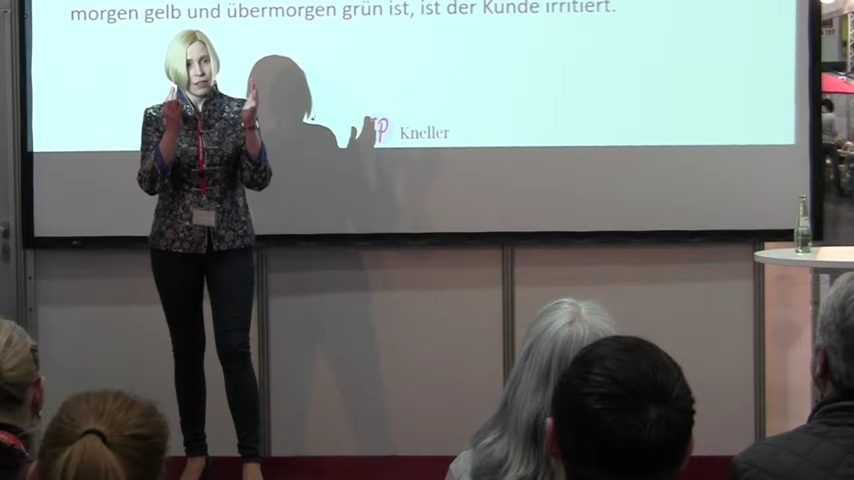 morgen gelb und übermorgen grün ist, ist der Kunde irritiert.
P Kneller